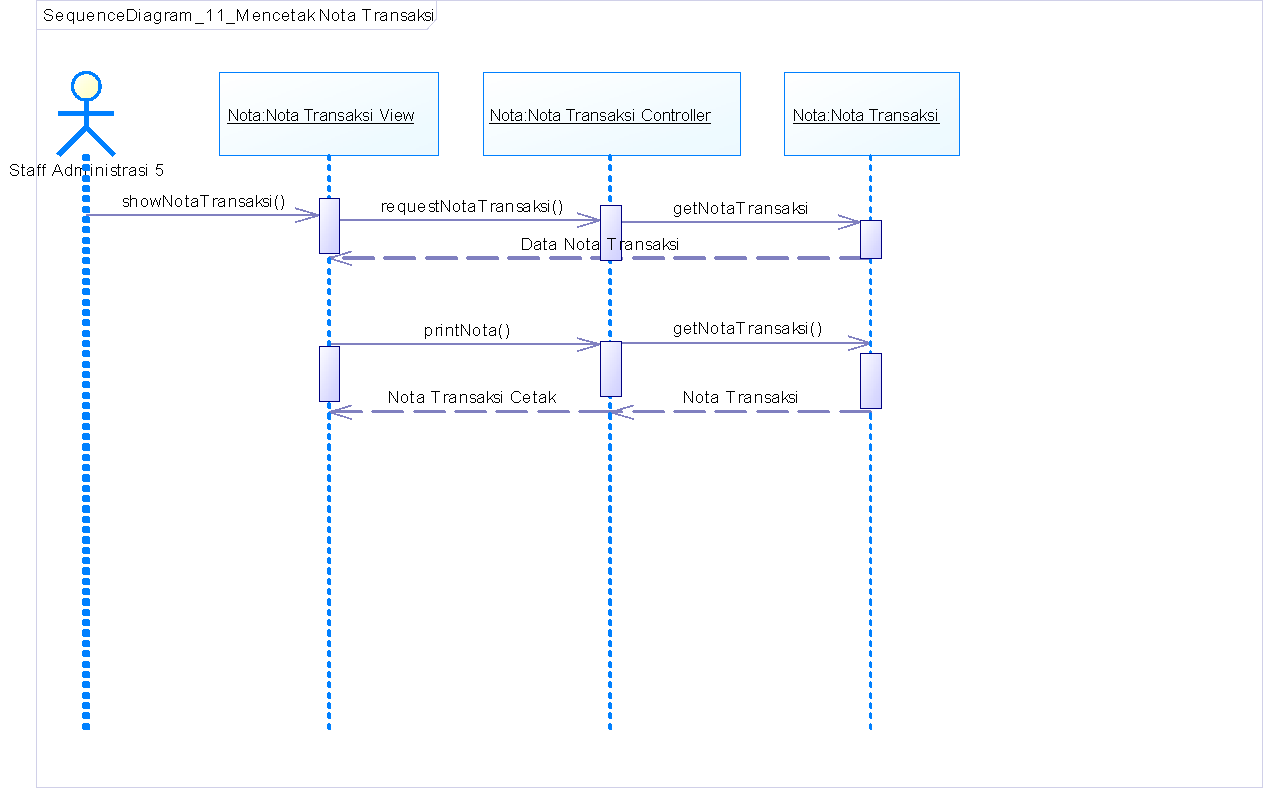 SequenceDiagram_11_Mencetak Nota Transaksi
Nota:Nota Transaksi View
Nota:Nota Transaksi Controller
Nota:Nota Transaksi
Staff Administrasi 5
showNotaTransaksi()
requestNotaTransaksi()
getNotaTransaksi
Data Nota Transaksi
printNota()
getNotaTransaksi()
Nota Transaksi Cetak
Nota Transaksi